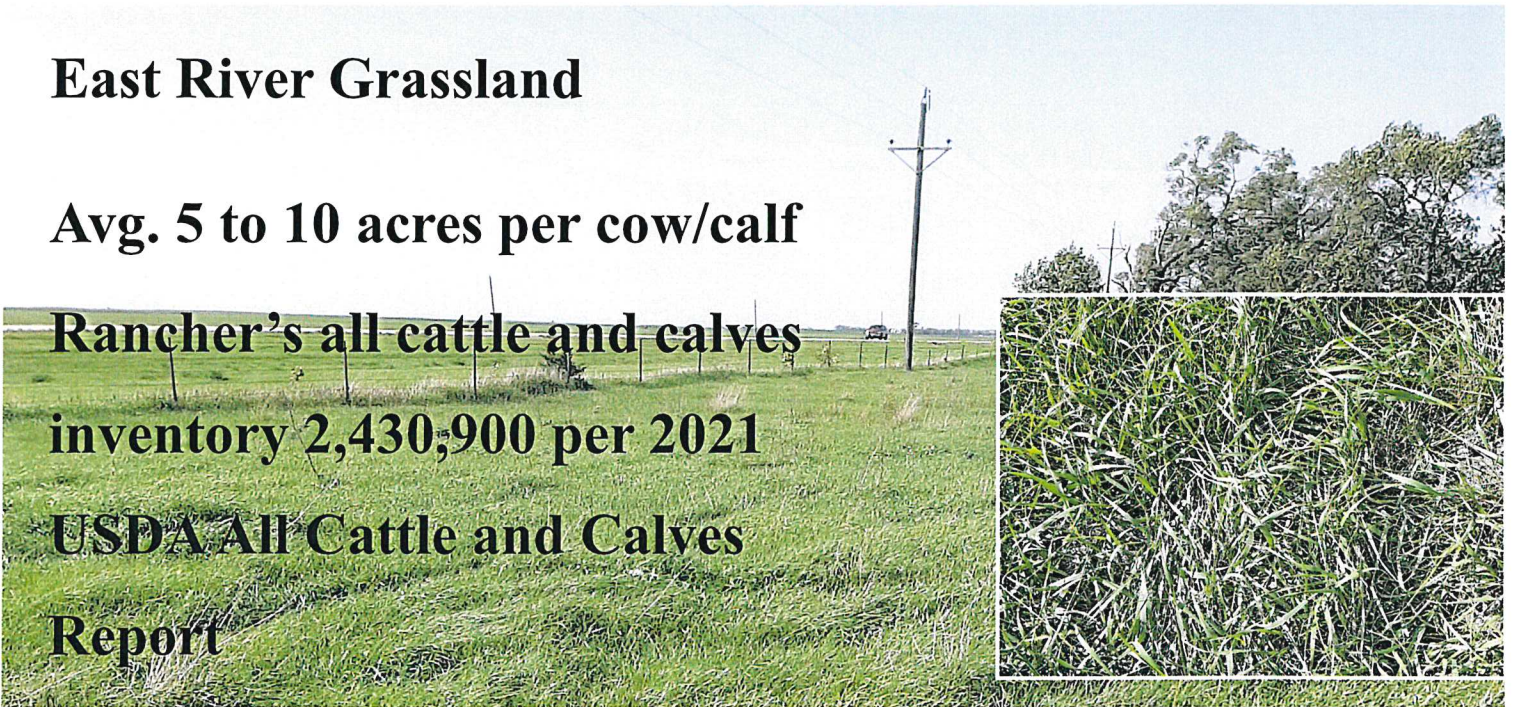 East River Grassland
Avg. 5 to 10 acres per cow/calf
Rancher’s all cattle and calves
inventory 2,430,900 per 2021
USDA All Cattle and Calves
Report